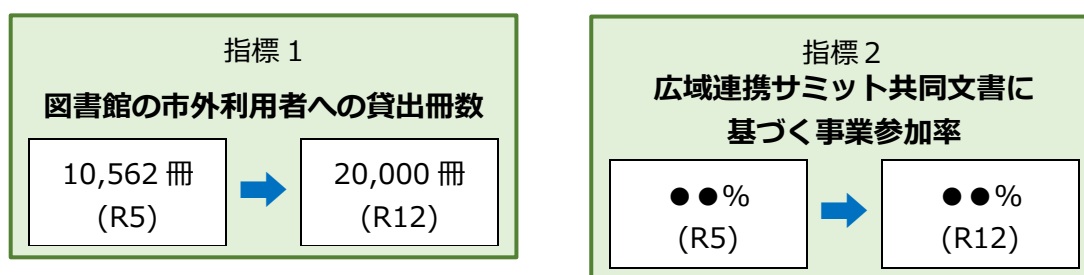 指標1
図書館の市外利用者への貸出冊数
10,562 冊
(R5)
20,000 冊
(R12)
指標2
広域連携サミット共同文書に
基づく事業参加率
●●%
(R5)
●●%
(R12)